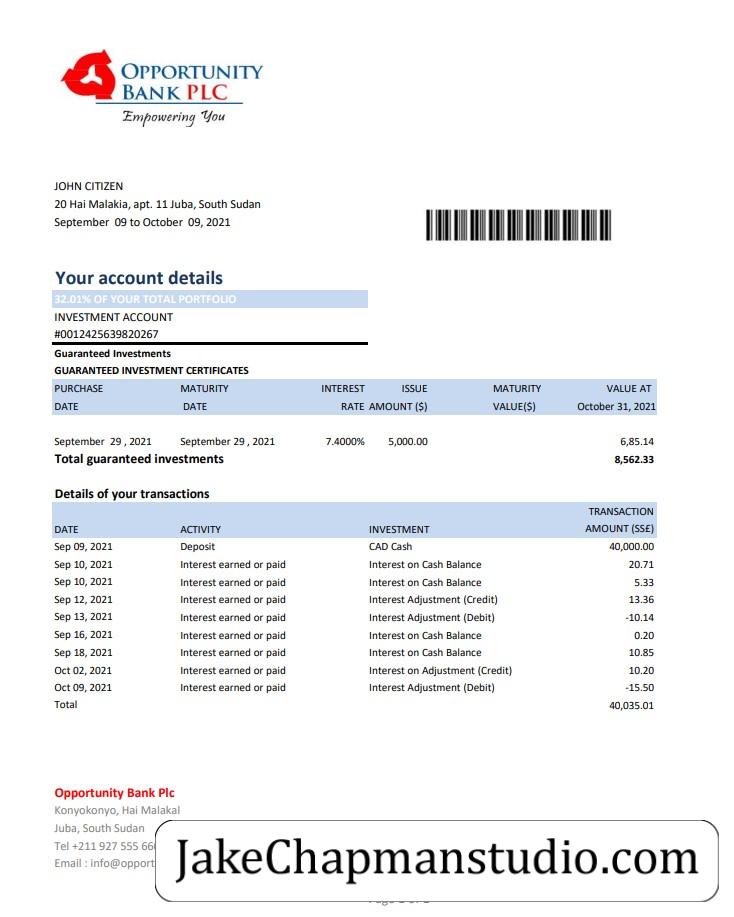 OPPORTUNITY
BANK PLC
Empowering You
JOHN CITIZEN
20 Hai Malakia, apt. 11 Juba, South Sudan
September 09 to October 09, 2021
Your account details
32.01% OF YOUR TOTAL PORTFOLIO
INVESTMENT ACCOUNT
#0012425639820267
Guaranteed Investments
GUARANTEED INVESTMENT CERTIFICATES
PURCHASE MATURITY INTEREST ISSUE MATURITY VALUE AT
DATE DATE RATE AMOUNT ($) VALUE($) October 31, 2021
September 29 , 2021 September 29 , 2021 7.4000% 5,000.00 6,85.14
Total guaranteed investments 8,562.33
Details of your transactions
TRANSACTION
DATE ACTIVITY INVESTMENT AMOUNT (SS£)
Sep 09, 2021 Deposit CAD Cash 40,000.00
Sep 10, 2021 Interest earned or paid Interest on Cash Balance 20.71
Sep 10, 2021 Interest earned or paid Interest on Cash Balance 5.33
Sep 12, 2021 Interest earned or paid Interest Adjustment (Credit) 13.36
Sep 13, 2021 Interest earned or paid Interest Adjustment (Debit) -10.14
Sep 16, 2021 Interest earned or paid Interest on Cash Balance 0.20
Sep 18, 2021 Interest earned or paid Interest on Cash Balance 10.85
Oct 02, 2021 Interest earned or paid Interest on Adjustment (Credit) 10.20
Oct 09, 2021 Interest earned or paid Interest Adjustment (Debit) -15.50
Total 40,035.01
Opportunity Bank Plc
Konyokonyo, Hai Malakal
Juba, South Sudan
Tel +211 927 555
Email : info@opport
JakeChapmanstudio.com